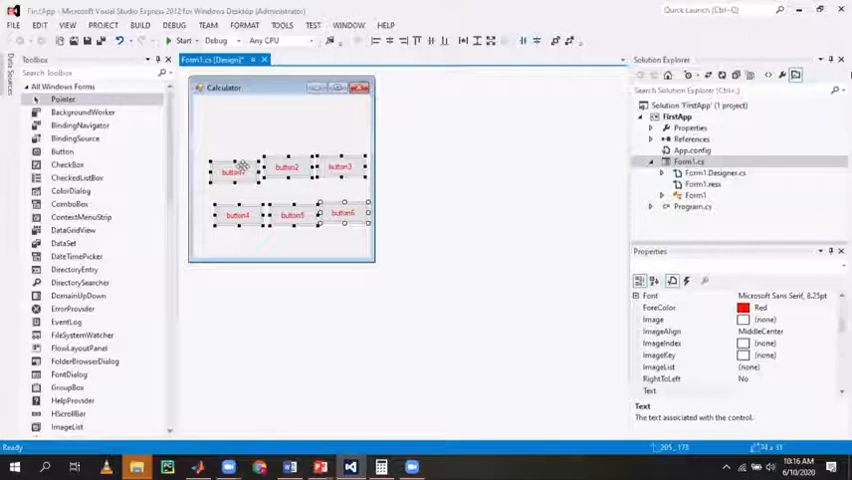 FirstApp - Microsoft Visual Studio Express 2012 for Windows Desktop (Administrator)
Quick Launch (Ctrl+Q)
FILE EDIT VIEW PROJECT BUILD DEBUG TEAM FORMAT TOOLS TEST WINDOW HELP
Start Debug Any CPU
Data Sources
Toolbox
Search Toolbox
All Windows Forms
Pointer
BackgroundWorker
BindingNavigator
BindingSource
Button
CheckBox
CheckedListBox
ColorDialog
ComboBox
ContextMenuStrip
DataGridView
DataSet
DateTimePicker
DirectoryEntry
DirectorySearcher
DomainUpDown
ErrorProvider
EventLog
FileSystemWatcher
FlowLayoutPanel
FolderBrowserDialog
FontDialog
GroupBox
HScrollBar
ImageList
Form1.cs [Design]*
Calculator
button2 button3
button4 button5 button6
Solution Explorer
Search Solution Explorer (Ctrl+;)
Solution 'FirstApp' (1 project)
FirstApp
Properties
References
App.config
Form1.cs
Form1.Designer.cs
Form1.resx
Form1
Program.cs
Properties
Font Microsoft Sans Serif, 8.25pt
ForeColor Red
Image (none)
ImageAlign MiddleCenter
ImageIndex (none)
ImageKey (none)
ImageList (none)
RightToLeft No
Text
Text
The text associated with the control.
Ready
10:16 AM
6/10/2020